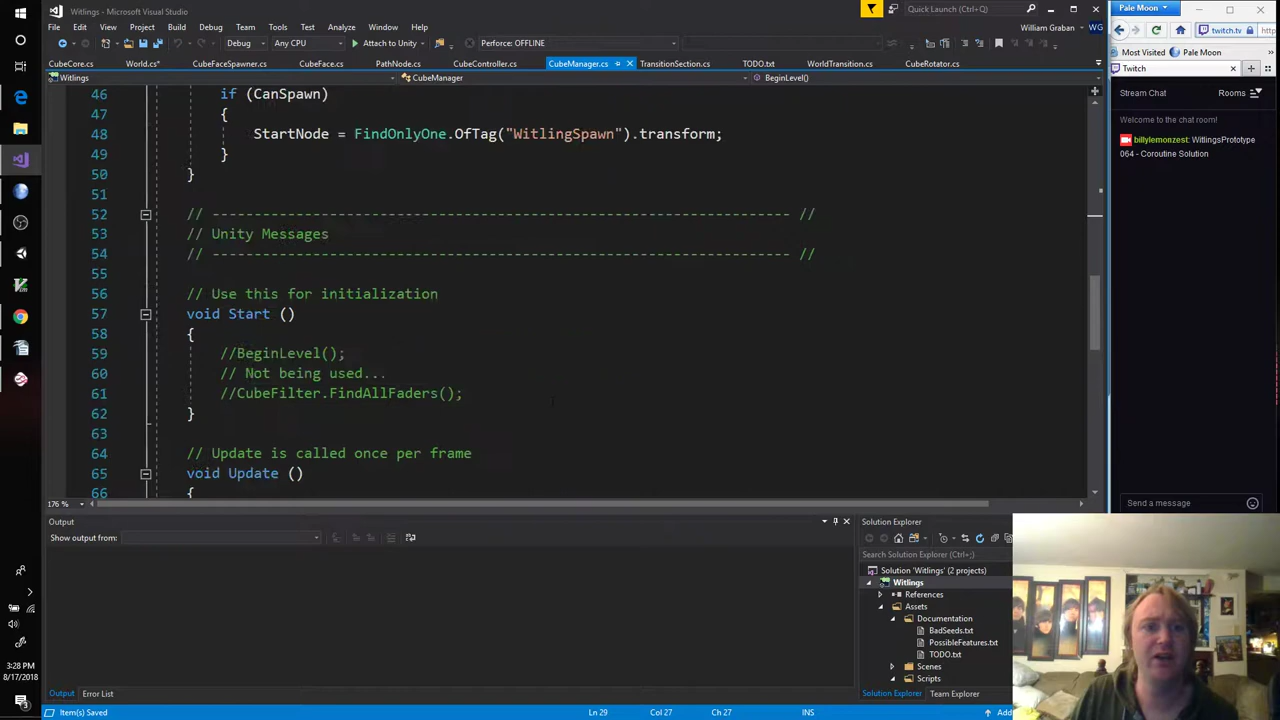 Witlings - Microsoft Visual Studio
Quick Launch (Ctrl+Q)
Pale Moon
File Edit View Project Build Debug Team Tools Test Analyze Window Help
William Graban WG
Debug Any CPU Attach to Unity Perforce: OFFLINE
twitch.tv http
Most Visited Pale Moon
CubeCore.cs World.cs* CubeFaceSpawner.cs CubeFace.cs PathNode.cs CubeController.cs CubeManager.cs TransitionSection.cs TODO.txt WorldTransition.cs CubeRotator.cs
Twitch
Witlings CubeManager BeginLevel()
Stream Chat Rooms
Welcome to the chat room!
billylemonzest: WitlingsPrototype
064 - Coroutine Solution
Send a message
46 if (CanSpawn)
47 {
48 StartNode = FindOnlyOne.OfTag("WitlingSpawn").transform;
49 }
50 }
51
52 // --------------------------------------------------------------------- //
53 // Unity Messages
54 // --------------------------------------------------------------------- //
55
56 // Use this for initialization
57 void Start ()
58 {
59 //BeginLevel();
60 // Not being used...
61 //CubeFilter.FindAllFaders();
62 }
63
64 // Update is called once per frame
65 void Update ()
66 {
176 %
Output
Show output from:
Solution Explorer
Search Solution Explorer (Ctrl+;)
Solution 'Witlings' (2 projects)
Witlings
References
Assets
Documentation
BadSeeds.txt
PossibleFeatures.txt
TODO.txt
Scenes
Scripts
Output Error List
Solution Explorer Team Explorer
Item(s) Saved Ln 29 Col 27 Ch 27 INS Add
3:28 PM
8/17/2018